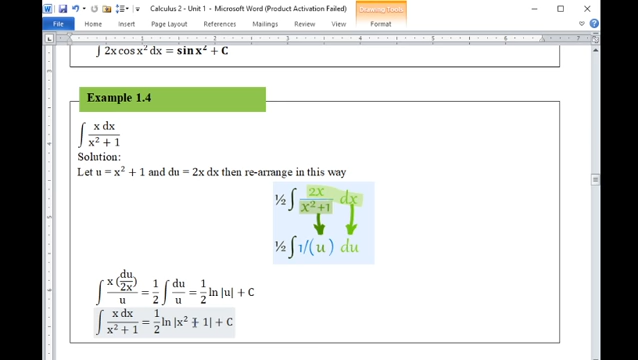 Calculus 2 - Unit 1 - Microsoft Word (Product Activation Failed)
Drawing Tools
File Home Insert Page Layout References Mailings Review View Format
∫ 2x cos x² dx = sin x² + C
Example 1.4
∫ x dx / x² + 1
Solution:
Let u = x² + 1 and du = 2x dx then re-arrange in this way
½ ∫ 2x / x²+1 dx
½ ∫ 1/(u) du
∫ x (du/2x) / u = 1/2 ∫ du/u = 1/2 ln |u| + C
∫ x dx / x² + 1 = 1/2 ln |x² + 1| + C